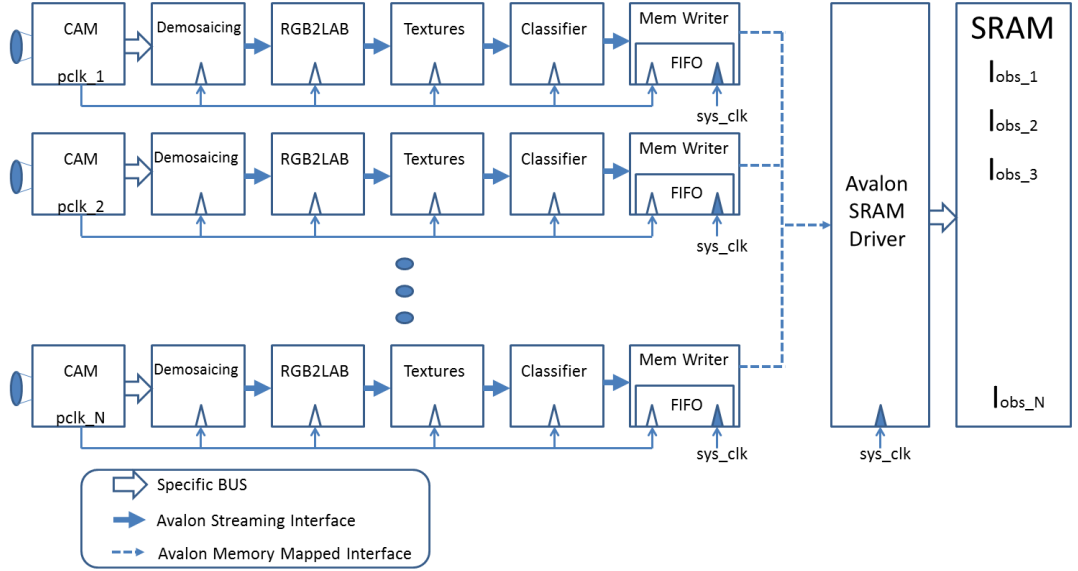 CAM
Demosaicing
RGB2LAB
Textures
Classifier
Mem Writer
FIFO
pclk_1
sys_clk
CAM
Demosaicing
RGB2LAB
Textures
Classifier
Mem Writer
FIFO
pclk_2
sys_clk
CAM
Demosaicing
RGB2LAB
Textures
Classifier
Mem Writer
FIFO
pclk_N
sys_clk
Avalon
SRAM
Driver
sys_clk
SRAM
Iobs_1
Iobs_2
Iobs_3
Iobs_N
Specific BUS
Avalon Streaming Interface
Avalon Memory Mapped Interface